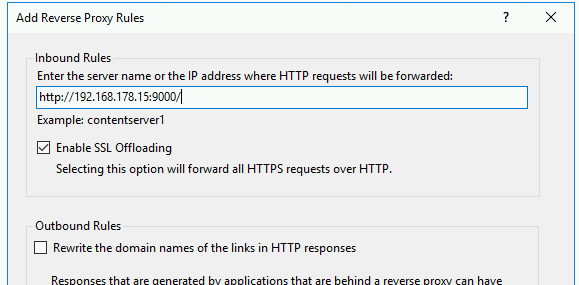 Add Reverse Proxy Rules
Inbound Rules
Enter the server name or the IP address where HTTP requests will be forwarded:
http://192.168.178.15:9000/
Example: contentserver1
Enable SSL Offloading
Selecting this option will forward all HTTPS requests over HTTP.
Outbound Rules
Rewrite the domain names of the links in HTTP responses
Responses that are generated by applications that are behind a reverse proxy can have